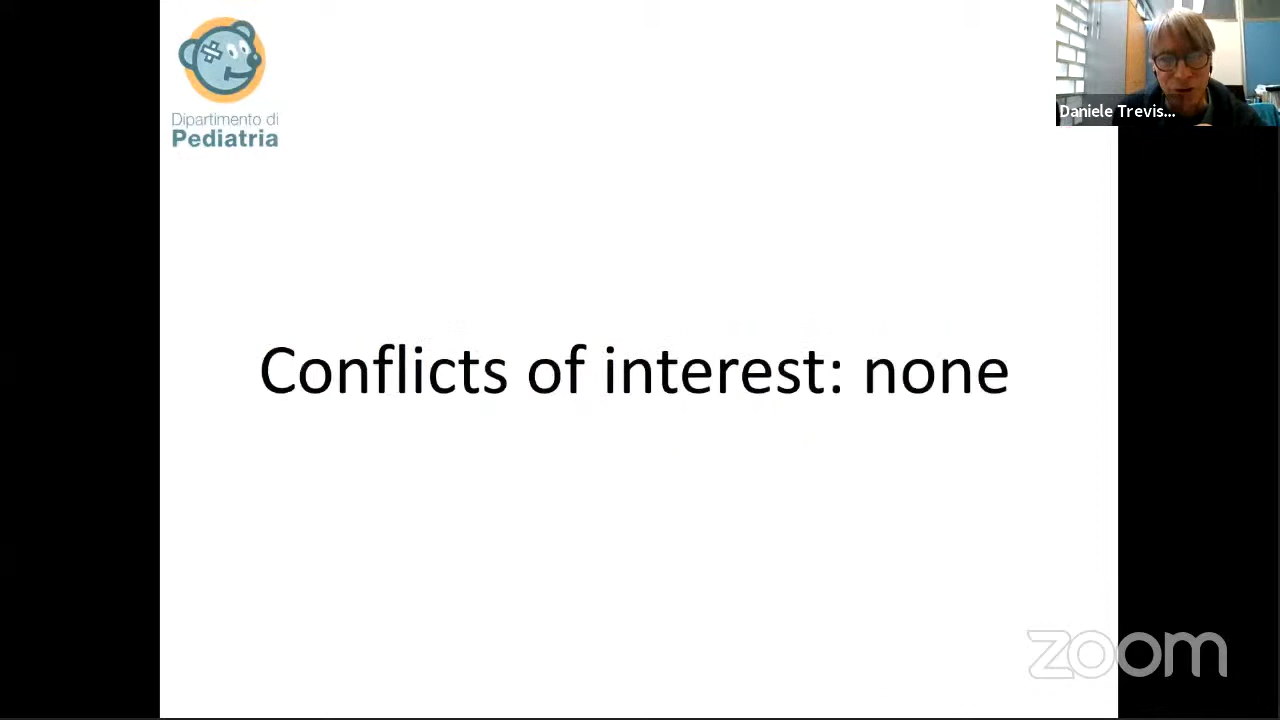 Dipartimento di
Pediatria
Daniele Trevis...
Conflicts of interest: none
zoom